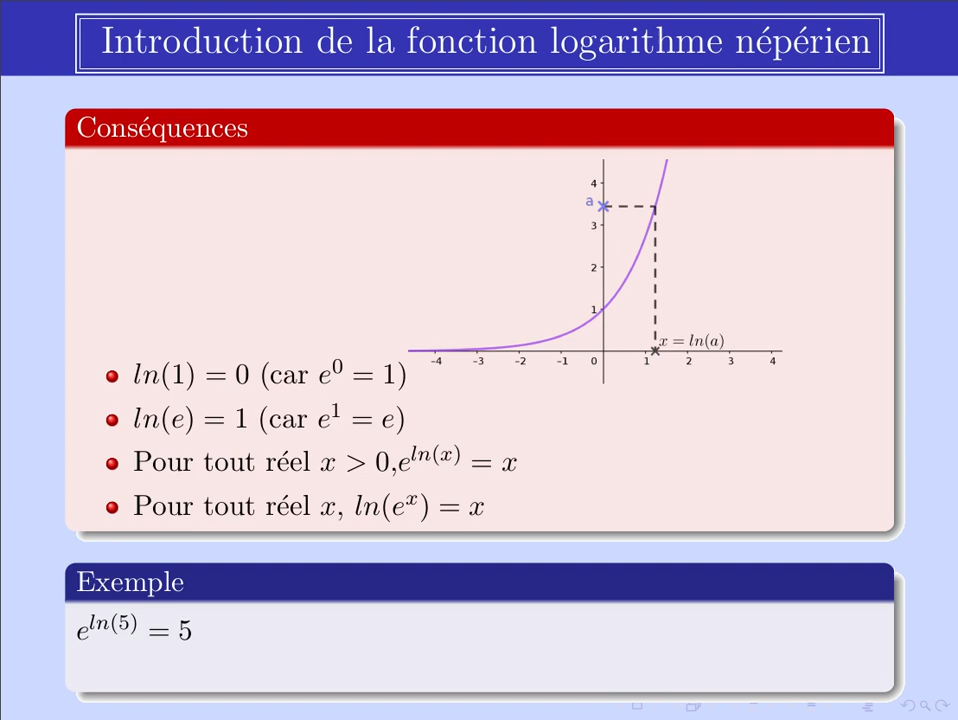 Introduction de la fonction logarithme népérien
Conséquences
4
a
3
2
1
x = ln(a)
-4 -3 -2 -1 0 1 2 3 4
ln(1) = 0 (car e⁰ = 1)
ln(e) = 1 (car e¹ = e)
Pour tout réel x > 0,e^{ln(x)} = x
Pour tout réel x, ln(eˣ) = x
Exemple
e^{ln(5)} = 5